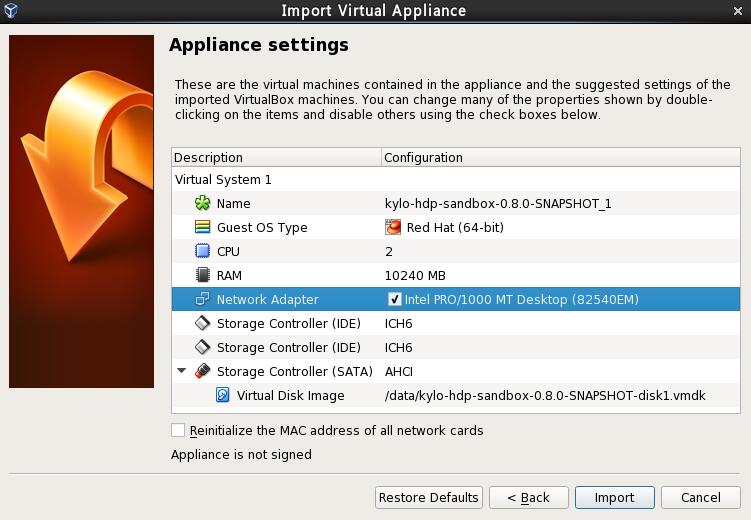 Import Virtual Appliance
Appliance settings
These are the virtual machines contained in the appliance and the suggested settings of the
imported VirtualBox machines. You can change many of the properties shown by double-
clicking on the items and disable others using the check boxes below.
Description Configuration
Virtual System 1
Name kylo-hdp-sandbox-0.8.0-SNAPSHOT_1
Guest OS Type Red Hat (64-bit)
CPU 2
RAM 10240 MB
Network Adapter Intel PRO/1000 MT Desktop (82540EM)
Storage Controller (IDE) ICH6
Storage Controller (IDE) ICH6
Storage Controller (SATA) AHCI
Virtual Disk Image /data/kylo-hdp-sandbox-0.8.0-SNAPSHOT-disk1.vmdk
Reinitialize the MAC address of all network cards
Appliance is not signed
Restore Defaults < Back Import Cancel